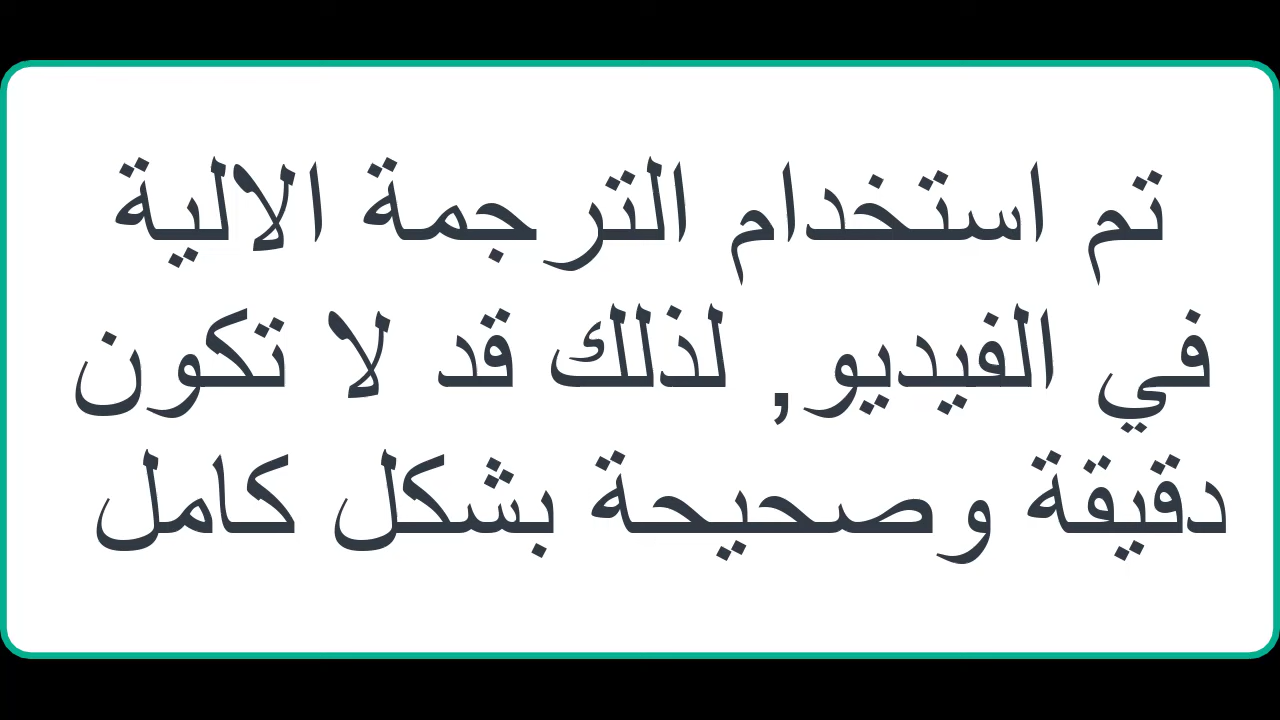 تم استخدام الترجمة الالية
في الفيديو, لذلك قد لا تكون
دقيقة وصحيحة بشكل كامل